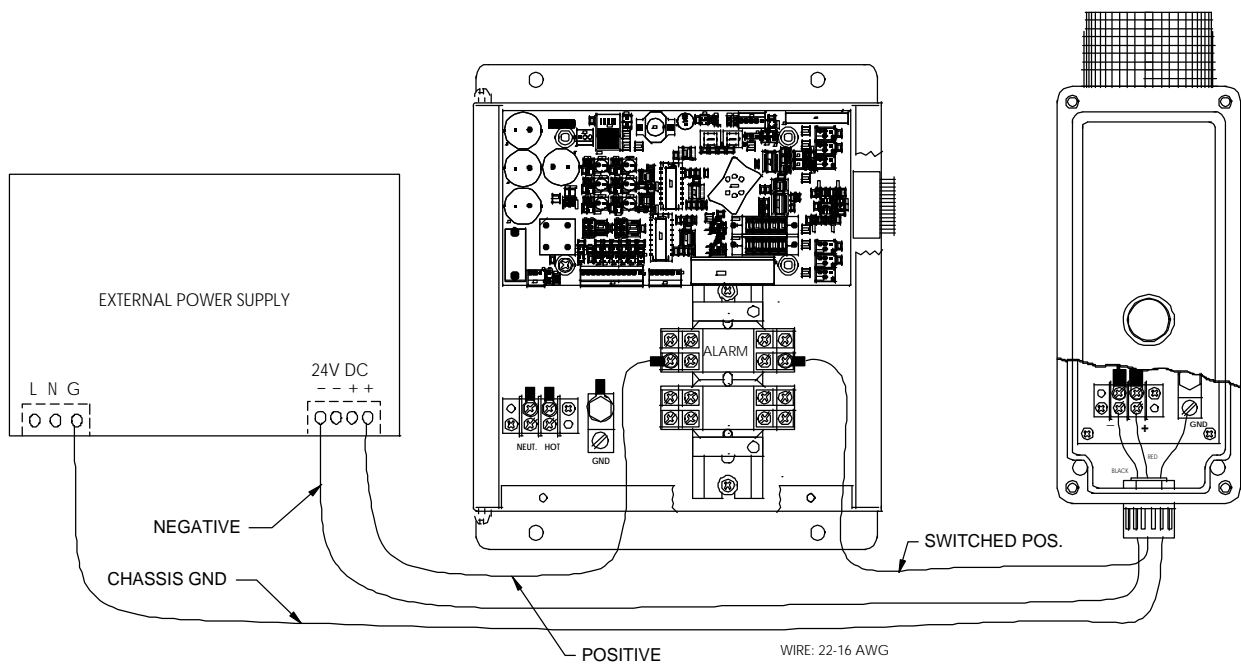 EXTERNAL POWER SUPPLY
24V DC
L N G
− − + +
ALARM
NEUT. HOT
GND
− +
GND
RED
BLACK
NEGATIVE
SWITCHED POS.
CHASSIS GND
POSITIVE
WIRE: 22-16 AWG